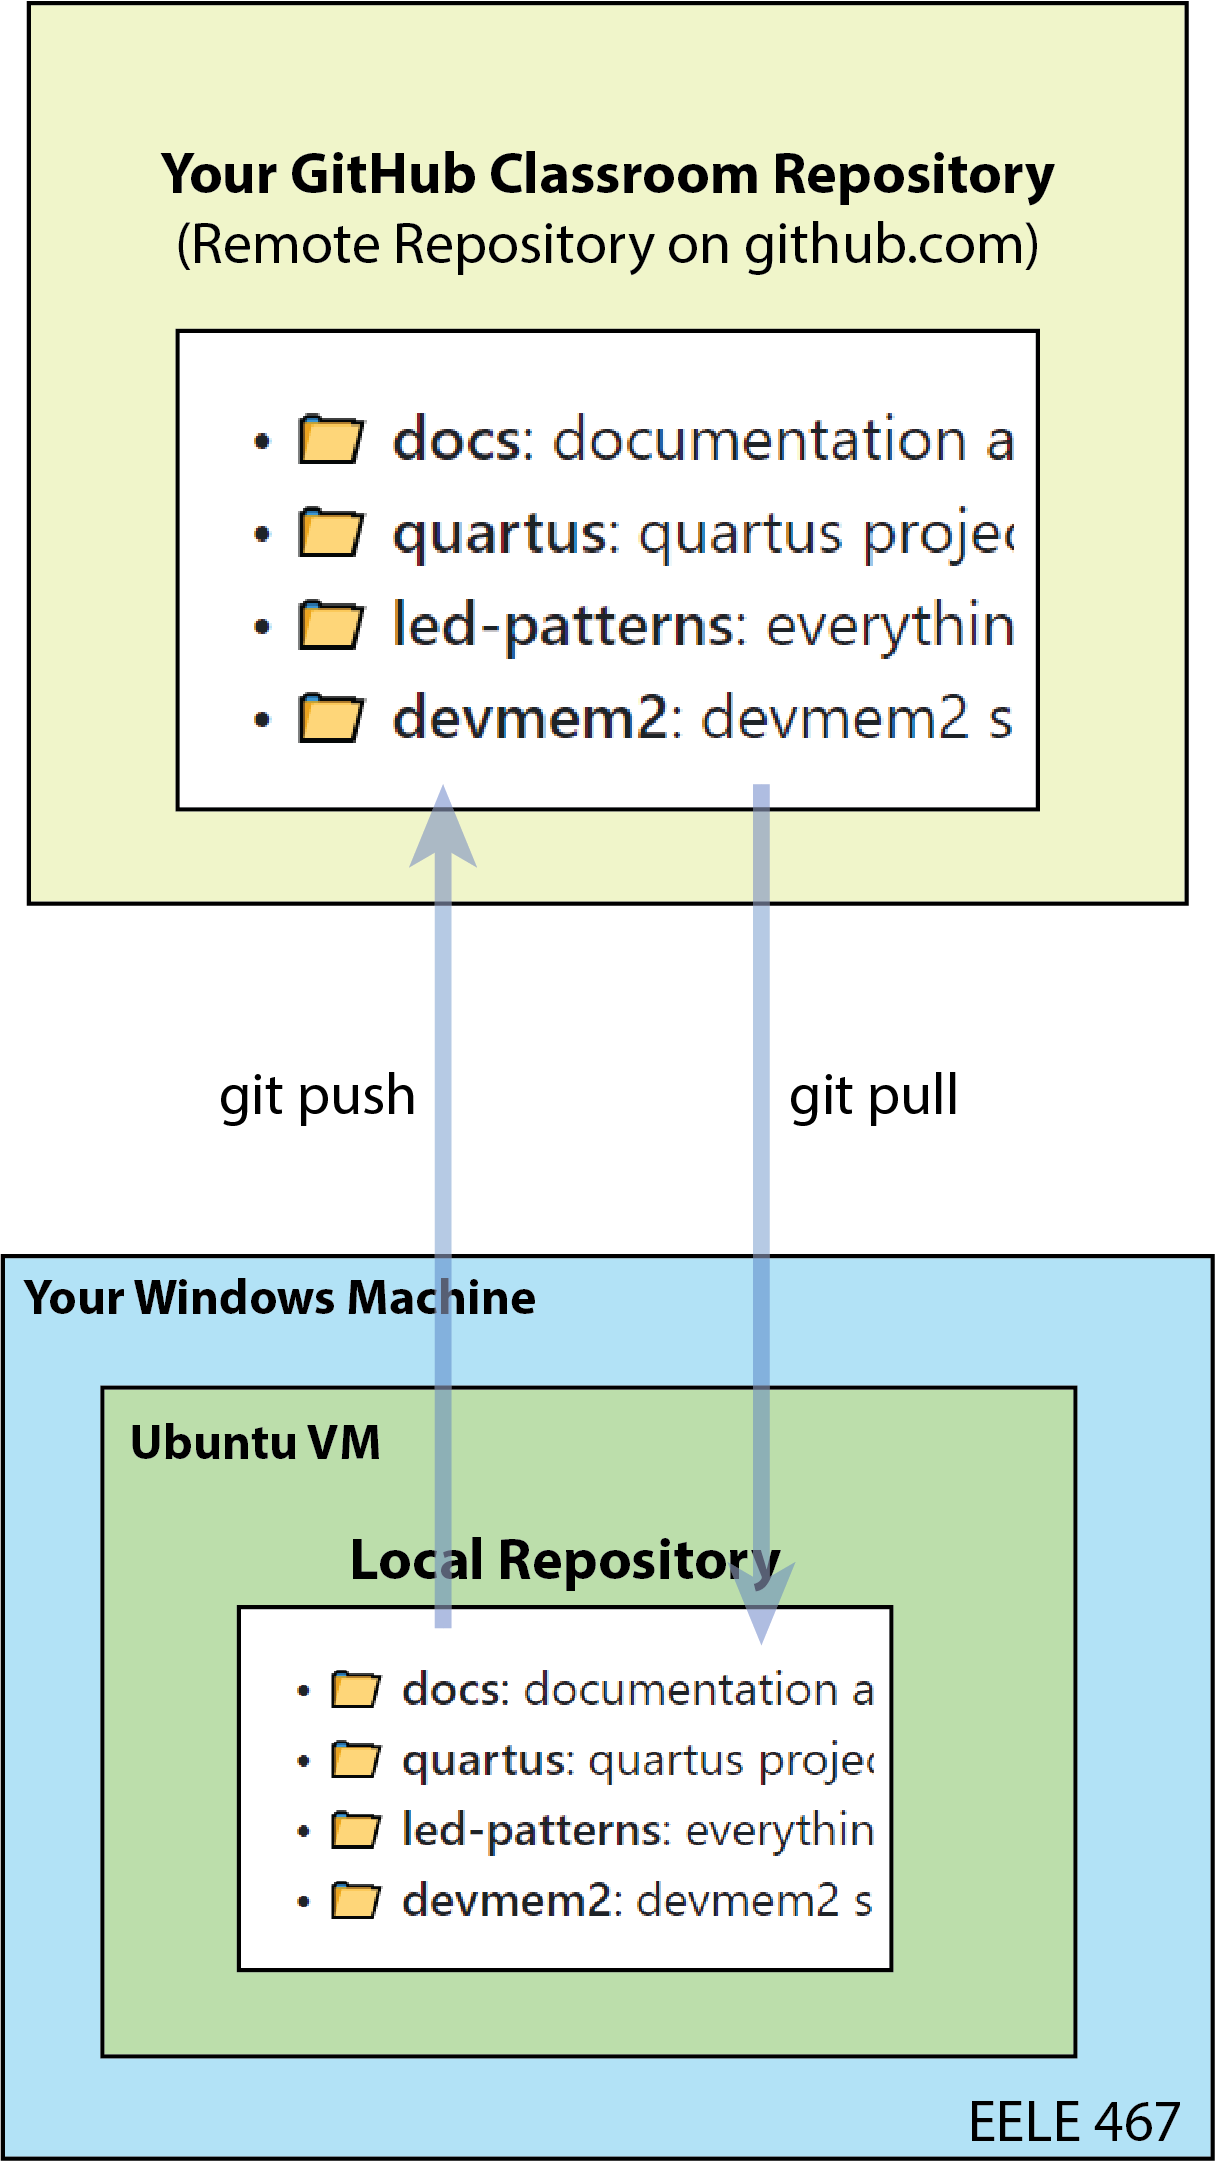 Your GitHub Classroom Repository
(Remote Repository on github.com)
• docs: documentation a
• quartus: quartus projec
• led-patterns: everythin
• devmem2: devmem2 s
git push
git pull
Your Windows Machine
Ubuntu VM
Local Repository
• docs: documentation a
• quartus: quartus projec
• led-patterns: everythin
• devmem2: devmem2 s
EELE 467